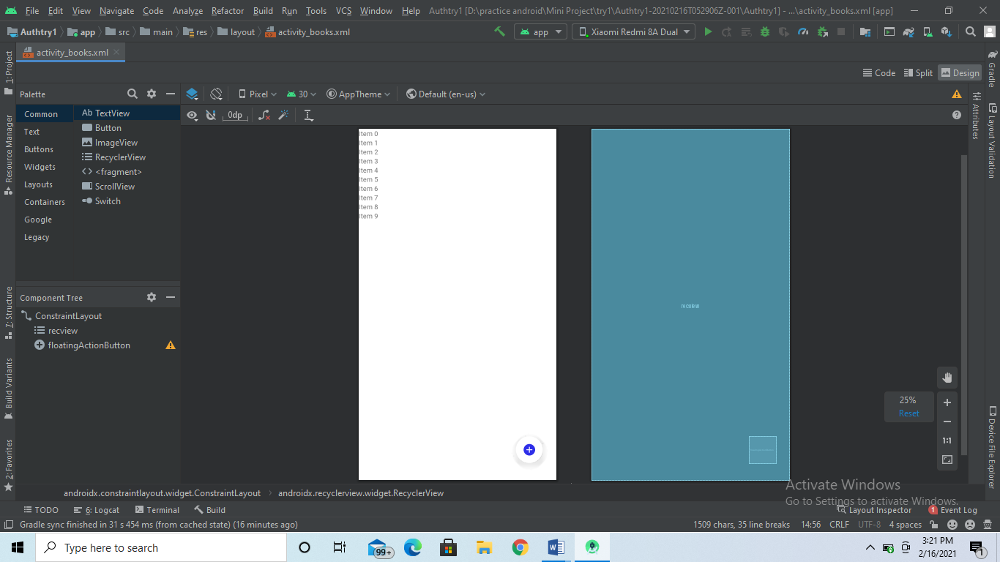 File Edit View Navigate Code Analyze Refactor Build Run Tools VCS Window Help Authtry1 [D:\practice android\Mini Project\try1\Authtry1-20210216T052906Z-001\Authtry1] - ...\activity_books.xml [app]
Authtry1 app src main res layout activity_books.xml app Xiaomi Redmi 8A Dual
activity_books.xml
Code Split Design
Palette
Common
Text
Buttons
Widgets
Layouts
Containers
Google
Legacy
Ab TextView
Button
ImageView
RecyclerView
<fragment>
ScrollView
Switch
Pixel 30 AppTheme Default (en-us)
0dp
Item 0
Item 1
Item 2
Item 3
Item 4
Item 5
Item 6
Item 7
Item 8
Item 9
recview
Component Tree
ConstraintLayout
recview
floatingActionButton
25%
Reset
1:1
1: Project
Resource Manager
7: Structure
Build Variants
2: Favorites
Gradle
Attributes
Layout Validation
Device File Explorer
androidx.constraintlayout.widget.ConstraintLayout androidx.recyclerview.widget.RecyclerView
Activate Windows
Go to Settings to activate Windows.
TODO 6: Logcat Terminal Build Layout Inspector 1 Event Log
Gradle sync finished in 31 s 454 ms (from cached state) (16 minutes ago) 1509 chars, 35 line breaks 14:56 CRLF UTF-8 4 spaces
Type here to search 99+ 3:21 PM
2/16/2021 1